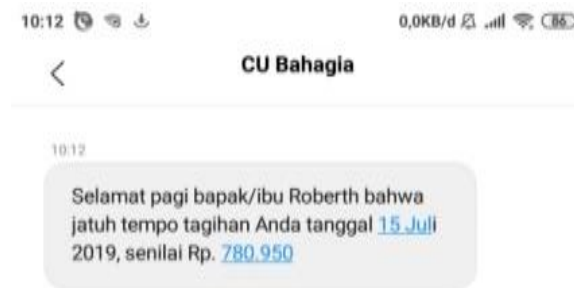 10:12 0,0KB/d 86
CU Bahagia
10:12
Selamat pagi bapak/ibu Roberth bahwa
jatuh tempo tagihan Anda tanggal 15 Juli
2019, senilai Rp. 780.950